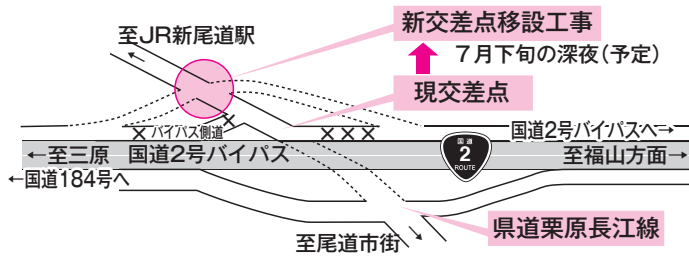 新交差点移設工事
至JR新尾道駅
7月下旬の深夜(予定)
現交差点
バイパス側道
国道2号バイパスへ→
←至三原 国道2号バイパス
国道
2
ROUTE
至福山方面→
←国道184号へ
県道栗原長江線
至尾道市街